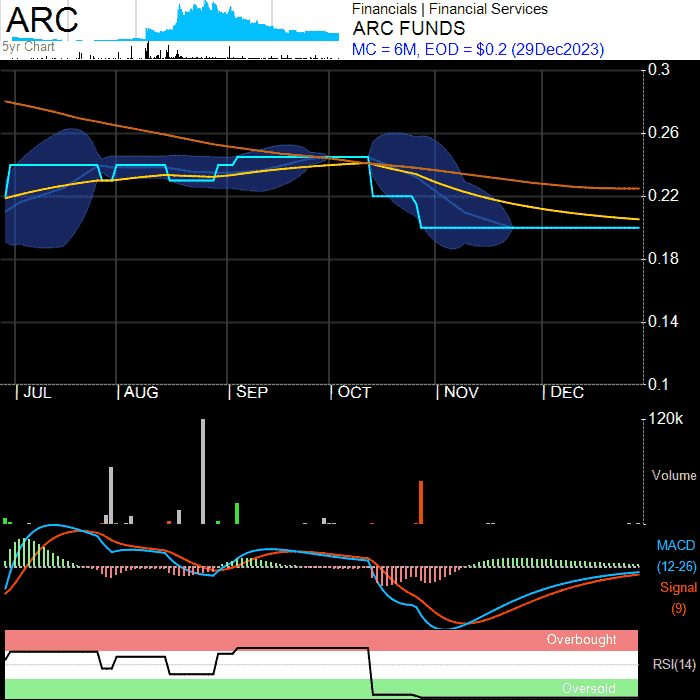 ARC
5yr Chart
Financials | Financial Services
ARC FUNDS
MC = 6M, EOD = $0.2 (29Dec2023)
0.3
0.26
0.22
0.18
0.14
0.1
JUL AUG SEP OCT NOV DEC
120k
Volume
MACD
(12-26)
Signal
(9)
Overbought
RSI(14)
Oversold